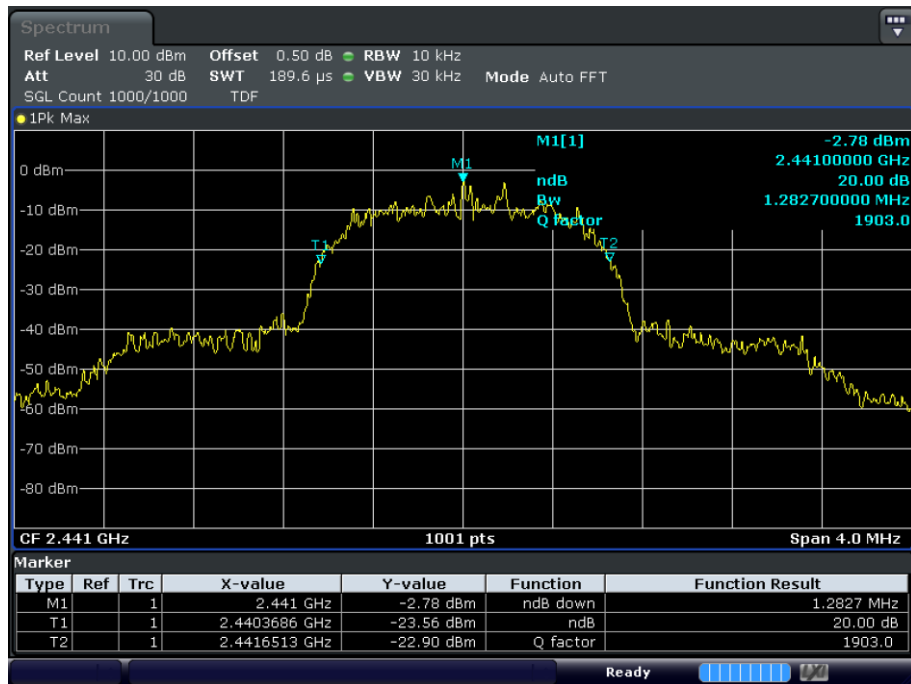 Spectrum
Ref Level 10.00 dBm Offset 0.50 dB RBW 10 kHz
Att 30 dB SWT 189.6 µs VBW 30 kHz Mode Auto FFT
SGL Count 1000/1000 TDF
1Pk Max
M1[1] -2.78 dBm
2.44100000 GHz
ndB 20.00 dB
Bw 1.282700000 MHz
Q factor 1903.0
M1
T1
T2
0 dBm
-10 dBm
-20 dBm
-30 dBm
-40 dBm
-50 dBm
-60 dBm
-70 dBm
-80 dBm
CF 2.441 GHz 1001 pts Span 4.0 MHz
Marker
Type Ref Trc X-value Y-value Function Function Result
M1 1 2.441 GHz -2.78 dBm ndB down 1.2827 MHz
T1 1 2.4403686 GHz -23.56 dBm ndB 20.00 dB
T2 1 2.4416513 GHz -22.90 dBm Q factor 1903.0
Ready